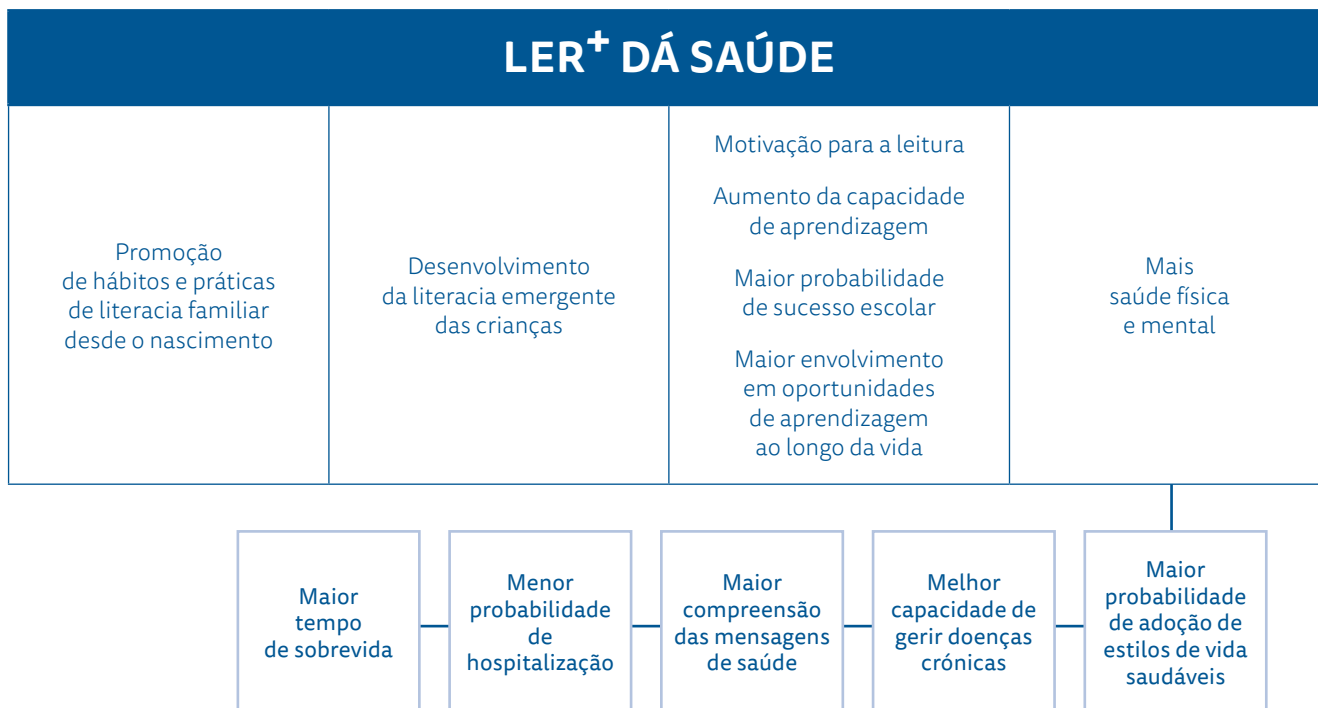 LER⁺ DÁ SAÚDE
Promoção
de hábitos e práticas
de literacia familiar
desde o nascimento
Desenvolvimento
da literacia emergente
das crianças
Motivação para a leitura
Aumento da capacidade
de aprendizagem
Maior probabilidade
de sucesso escolar
Maior envolvimento
em oportunidades
de aprendizagem
ao longo da vida
Mais
saúde física
e mental
Maior
tempo
de sobrevida
Menor
probabilidade
de
hospitalização
Maior
compreensão
das mensagens
de saúde
Melhor
capacidade de
gerir doenças
crónicas
Maior
probabilidade
de adoção de
estilos de vida
saudáveis